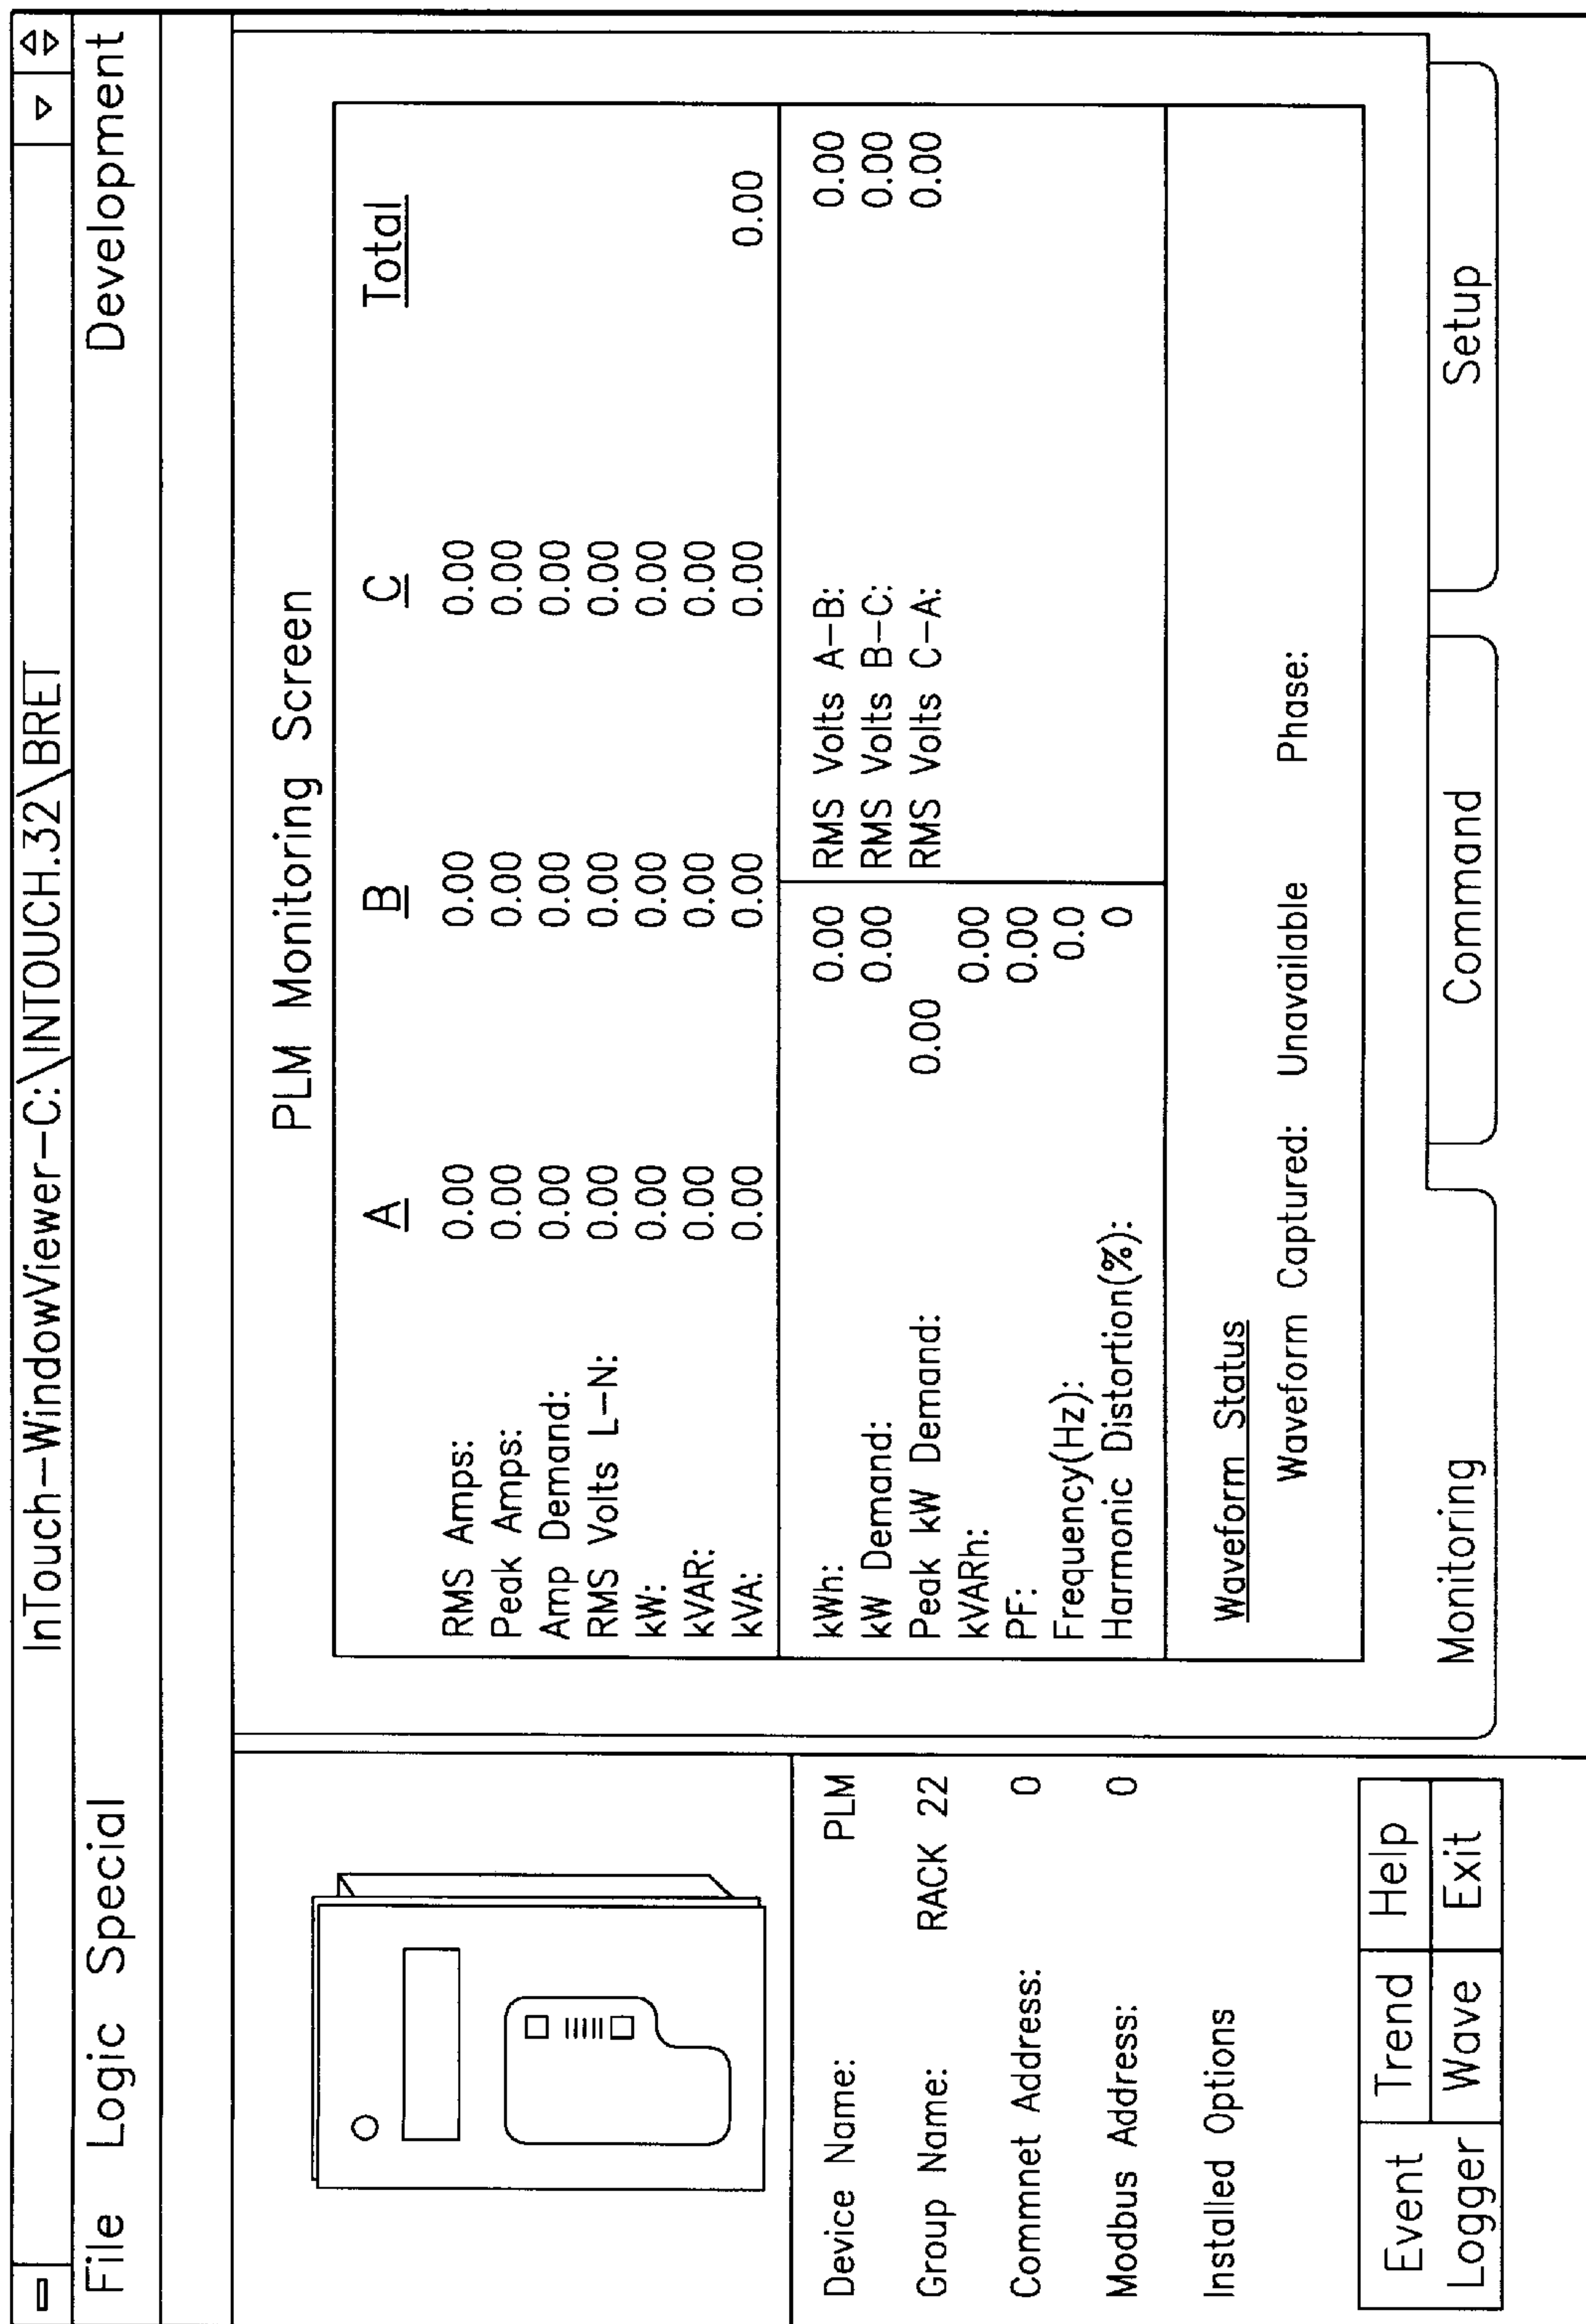 InTouch--WindowViewer-C:\INTOUCH.32\BRET
File Logic Special Development
PLM Monitoring Screen
A B C Total
RMS Amps: 0.00 0.00 0.00
Peak Amps: 0.00 0.00 0.00
Amp Demand: 0.00 0.00 0.00
RMS Volts L-N: 0.00 0.00 0.00
kW: 0.00 0.00 0.00
kVAR: 0.00 0.00 0.00
kVA: 0.00 0.00 0.00 0.00
kWh: 0.00 RMS Volts A-B: 0.00
kW Demand: 0.00 RMS Volts B-C: 0.00
Peak kW Demand: 0.00 RMS Volts C-A: 0.00
kVARh: 0.00
PF: 0.00
Frequency(Hz): 0.0
Harmonic Distortion(%): 0
Waveform Status
Waveform Captured: Unavailable Phase:
Monitoring Command Setup
Device Name: PLM
Group Name: RACK 22
Commnet Address: 0
Modbus Address: 0
Installed Options
Event Trend Help
Logger Wave Exit